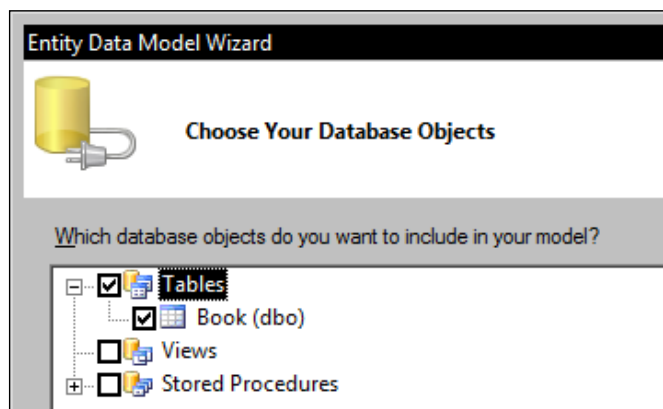 Entity Data Model Wizard
Choose Your Database Objects
Which database objects do you want to include in your model?
Tables
Book (dbo)
Views
Stored Procedures